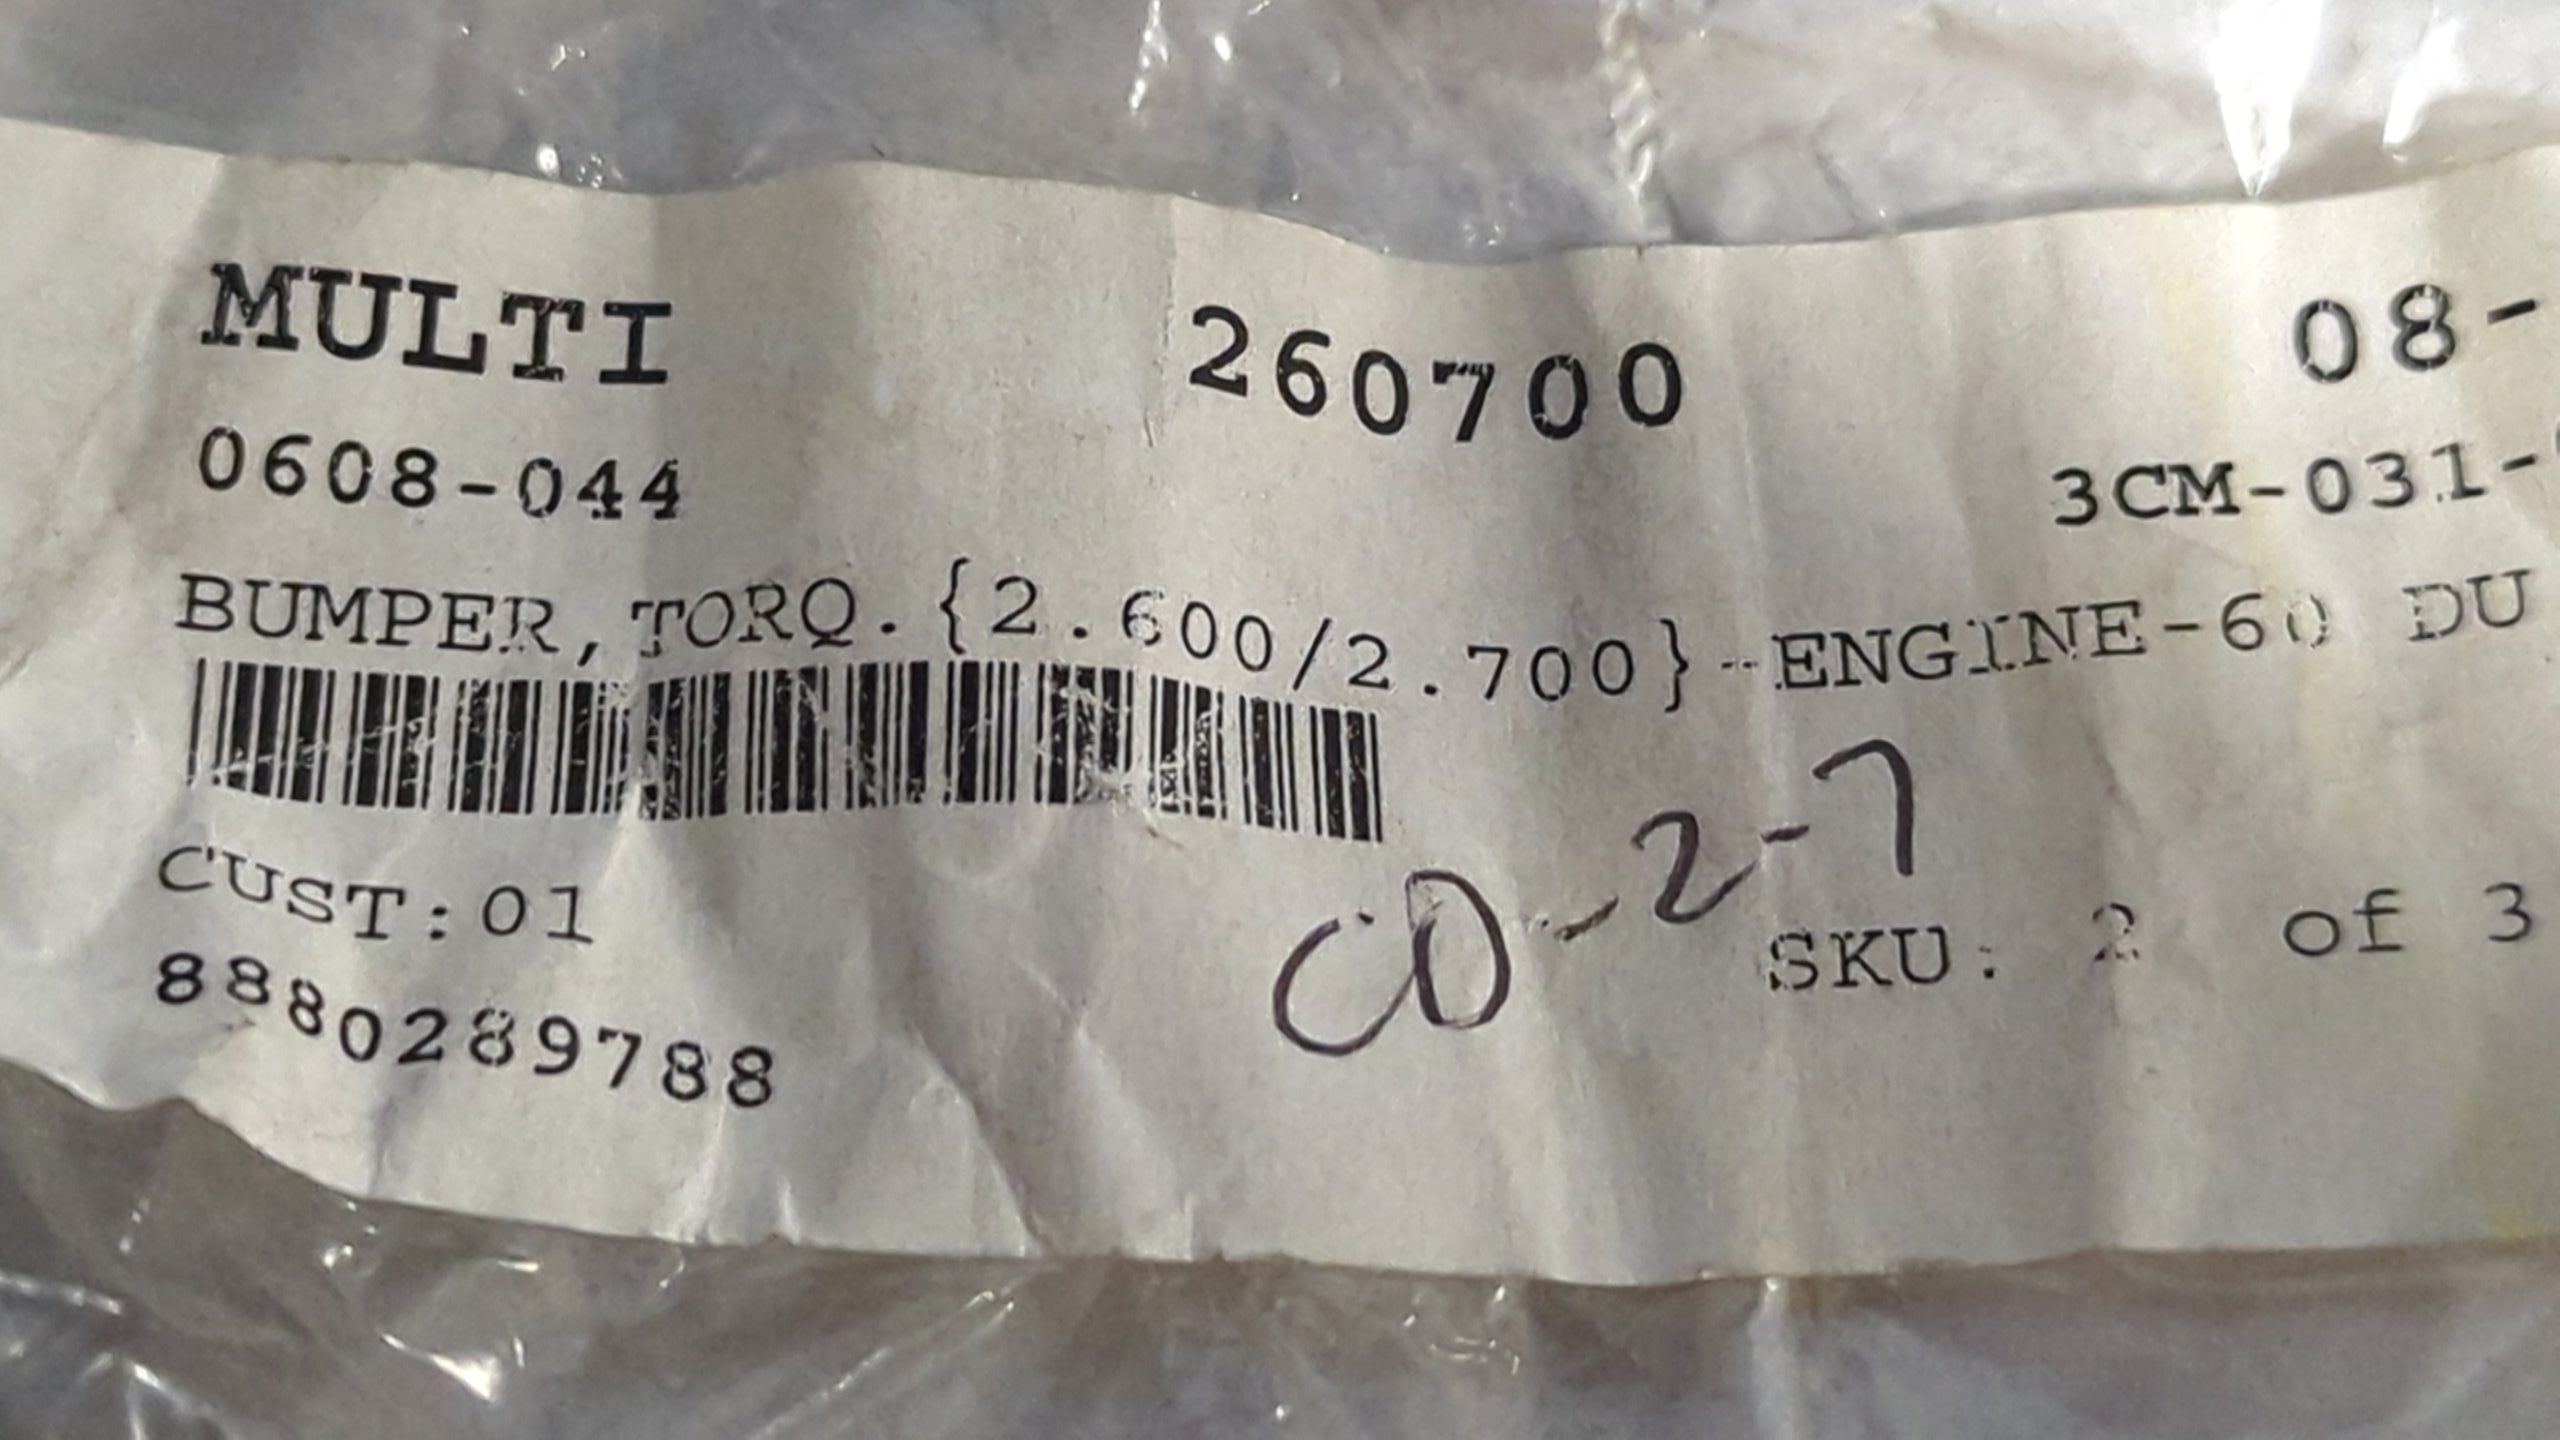 MULTI 260700 08-
0608-044 3CM-031-
BUMPER,TORQ.{2.600/2.700}-ENGINE-60 DU
CO-2-7
CUST:01 SKU: 2 of 3
8880289788